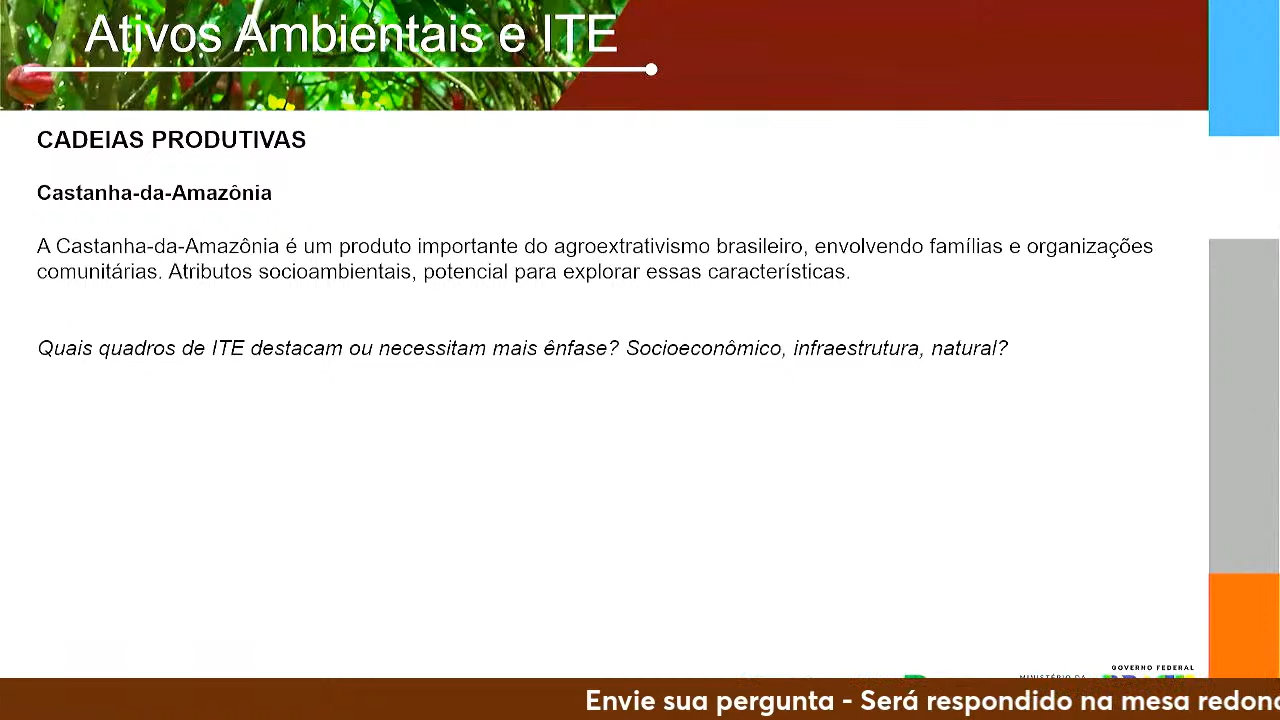 Ativos Ambientais e ITE
CADEIAS PRODUTIVAS
Castanha-da-Amazônia
A Castanha-da-Amazônia é um produto importante do agroextrativismo brasileiro, envolvendo famílias e organizações
comunitárias. Atributos socioambientais, potencial para explorar essas características.
Quais quadros de ITE destacam ou necessitam mais ênfase? Socioeconômico, infraestrutura, natural?
GOVERNO FEDERAL
MINISTÉRIO DA
Envie sua pergunta - Será respondido na mesa